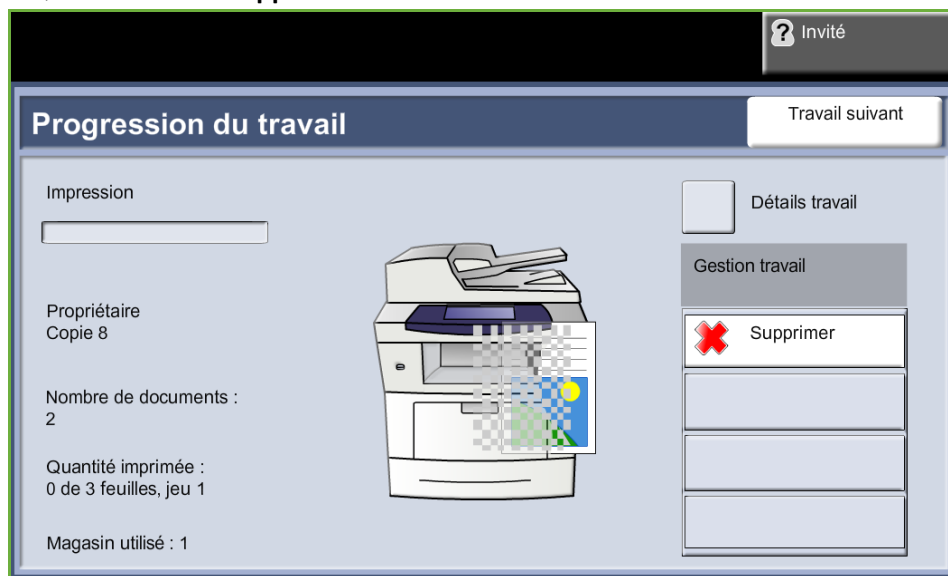 Invité
Progression du travail
Travail suivant
Impression
Détails travail
Gestion travail
Propriétaire
Copie 8
Supprimer
Nombre de documents :
2
Quantité imprimée :
0 de 3 feuilles, jeu 1
Magasin utilisé : 1